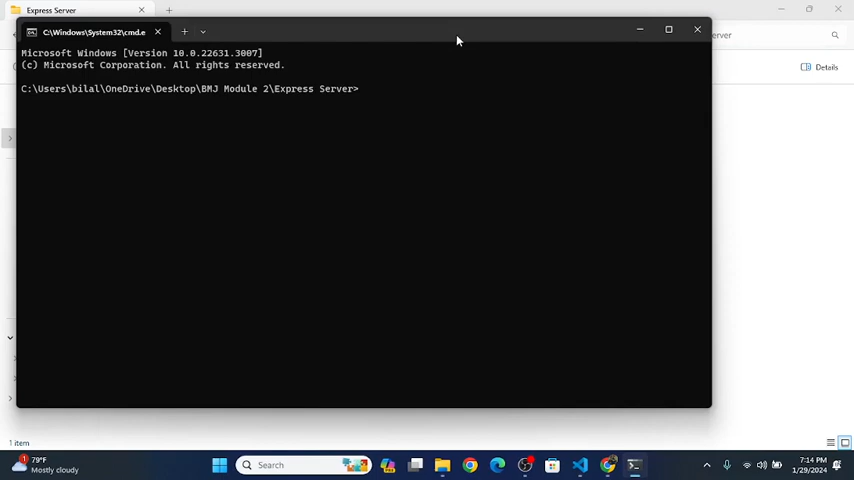 Express Server
C:\Windows\System32\cmd.e
erver
Microsoft Windows [Version 10.0.22631.3007]
(c) Microsoft Corporation. All rights reserved.
Details
C:\Users\bilal\OneDrive\Desktop\BMJ Module 2\Express Server>
1 item
1
79°F
Mostly cloudy
Search
7:14 PM
1/29/2024